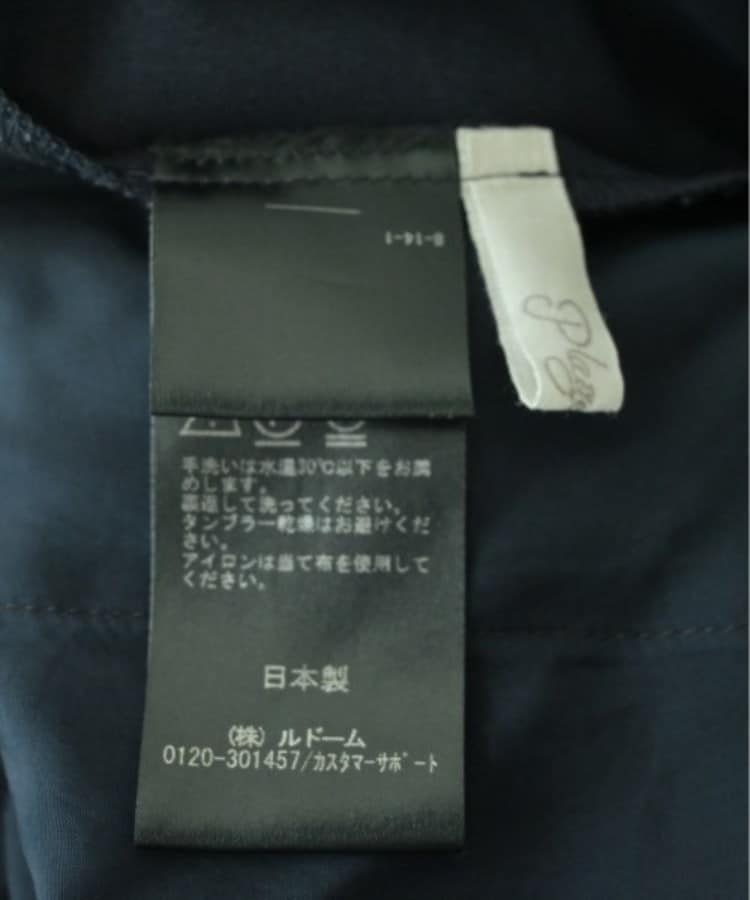 8-14-1
手洗いは水温30℃以下をお薦
めします。
裏返して洗ってください。
タンブラー乾燥はお避けくだ
さい。
アイロンは当て布を使用して
ください。
日本製
(株) ルドーム
0120-301457/カスタマーサポート